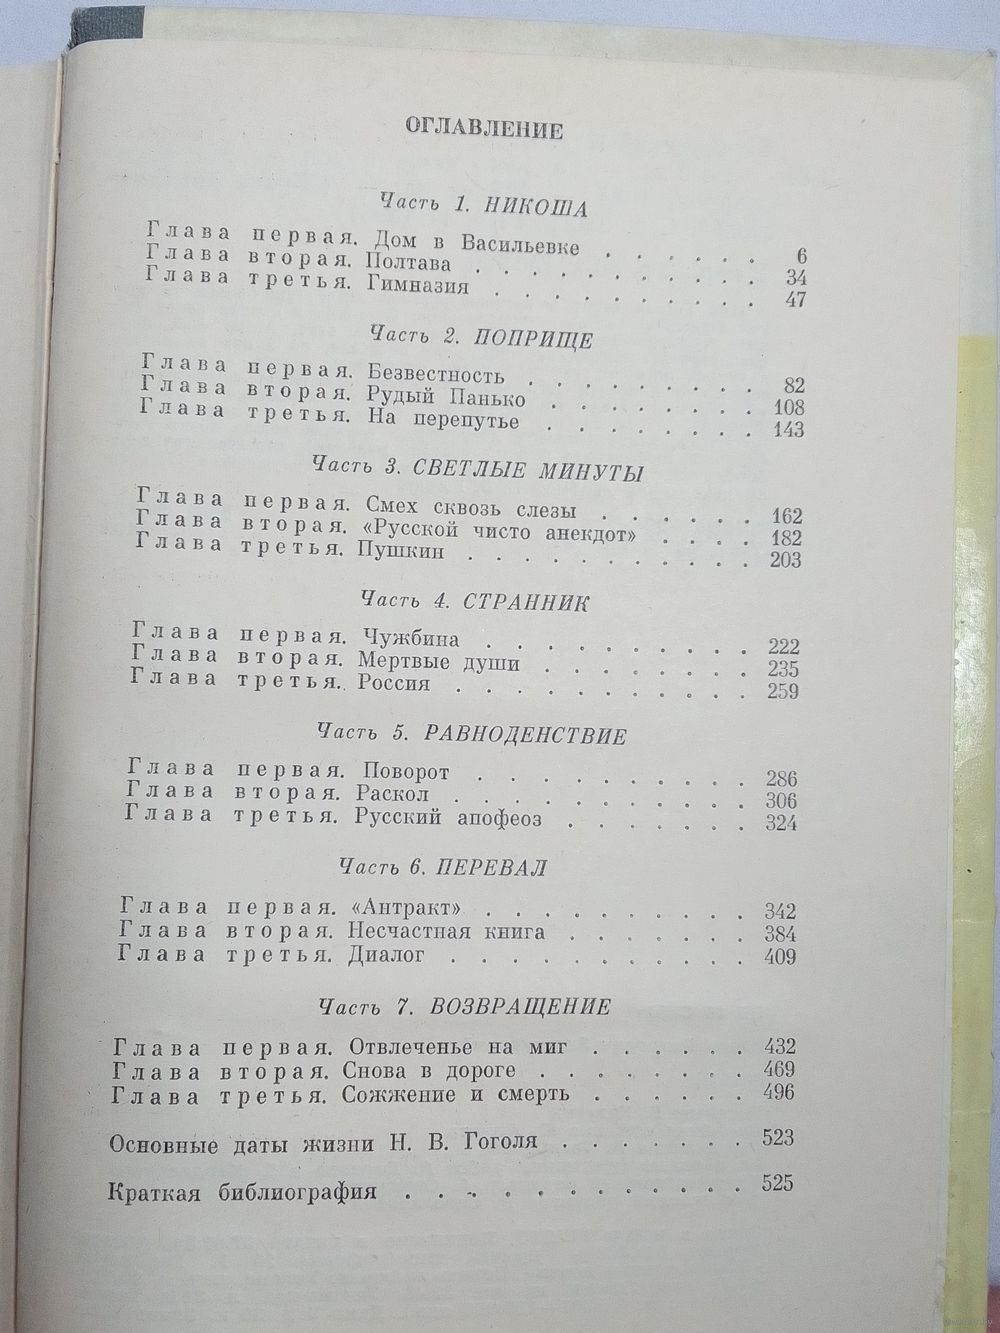 ОГЛАВЛЕНИЕ
Часть 1. НИКОША
Глава первая. Дом в Васильевке . . . . . . 6
Глава вторая. Полтава . . . . . . . . . . 34
Глава третья. Гимназия . . . . . . . . . 47
Часть 2. ПОПРИЩЕ
Глава первая. Безвестность . . . . . . . . 82
Глава вторая. Рудый Панько . . . . . . . 108
Глава третья. На перепутье . . . . . . . . 143
Часть 3. СВЕТЛЫЕ МИНУТЫ
Глава первая. Смех сквозь слезы . . . . . . 162
Глава вторая. «Русской чисто анекдот» . . . . 182
Глава третья. Пушкин . . . . . . . . . . 203
Часть 4. СТРАННИК
Глава первая. Чужбина . . . . . . . . . 222
Глава вторая. Мертвые души . . . . . . . 235
Глава третья. Россия . . . . . . . . . . 259
Часть 5. РАВНОДЕНСТВИЕ
Глава первая. Поворот . . . . . . . . . . 286
Глава вторая. Раскол . . . . . . . . . . . 306
Глава третья. Русский апофеоз . . . . . . . 324
Часть 6. ПЕРЕВАЛ
Глава первая. «Антракт» . . . . . . . . . . 342
Глава вторая. Несчастная книга . . . . . . . 384
Глава третья. Диалог . . . . . . . . . . . 409
Часть 7. ВОЗВРАЩЕНИЕ
Глава первая. Отвлеченье на миг . . . . . . 432
Глава вторая. Снова в дороге . . . . . . . . 469
Глава третья. Сожжение и смерть . . . . . . 496
Основные даты жизни Н. В. Гоголя . . . . . . . 523
Краткая библиография . . . . . . . . . . . . 525